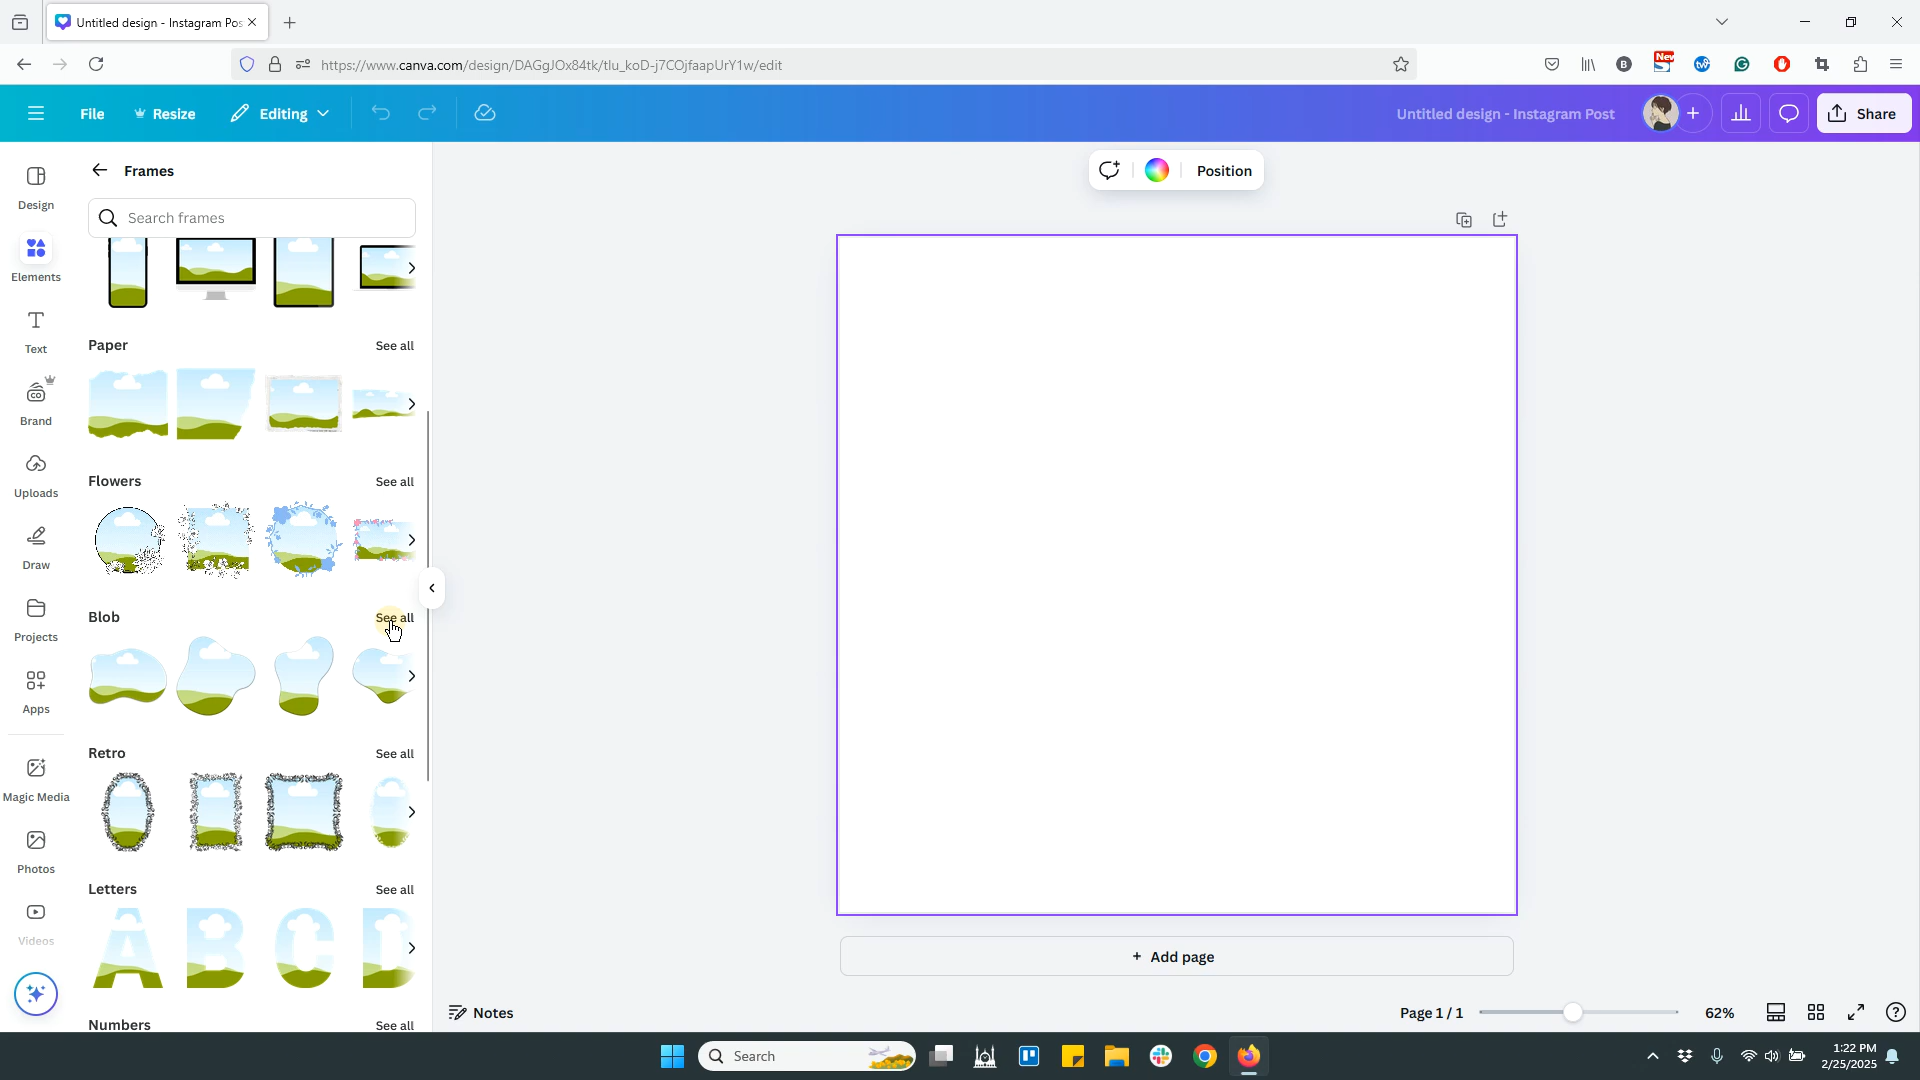 Untitled design - Instagram Pos
https://www.canva.com/design/DAGgJOx84tk/tlu_koD-j7COjfaapUrY1w/edit
B
New
File
Resize
Editing
Untitled design - Instagram Post
Share
Design
Elements
Text
Brand
Uploads
Draw
Projects
Apps
Magic Media
Photos
Videos
Frames
Search frames
Paper
See all
Flowers
See all
Blob
See all
Retro
See all
Letters
See all
A B C D
Numbers
See all
Position
+ Add page
Notes
Page 1 / 1
62%
Search
1:22 PM
2/25/2025